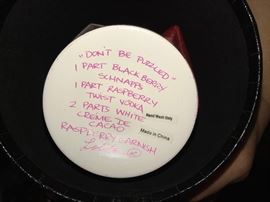 "DON'T BE PUZZLED"
1 PART BLACKBERRY
SCHNAPPS
1 PART RASPBERRY
TWIST VODKA
2 PARTS WHITE
CREME DE
CACAO
RASPBERRY GARNISH
Lolita ®
Hand Wash Only
Made in China